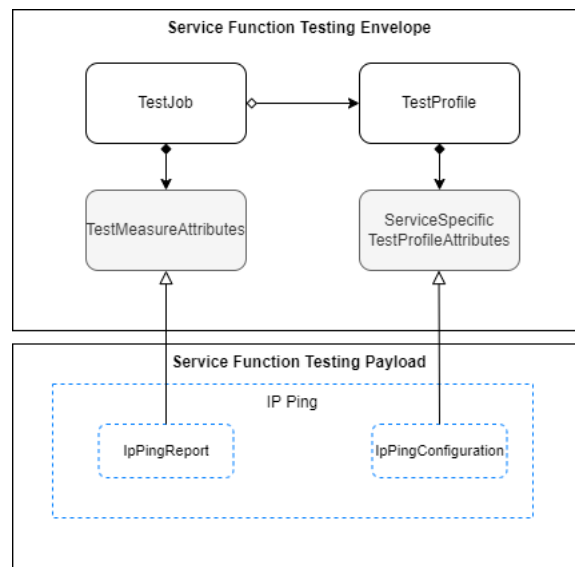 Service Function Testing Envelope
TestJob
TestProfile
TestMeasureAttributes
ServiceSpecific
TestProfileAttributes
Service Function Testing Payload
IP Ping
IpPingReport
IpPingConfiguration